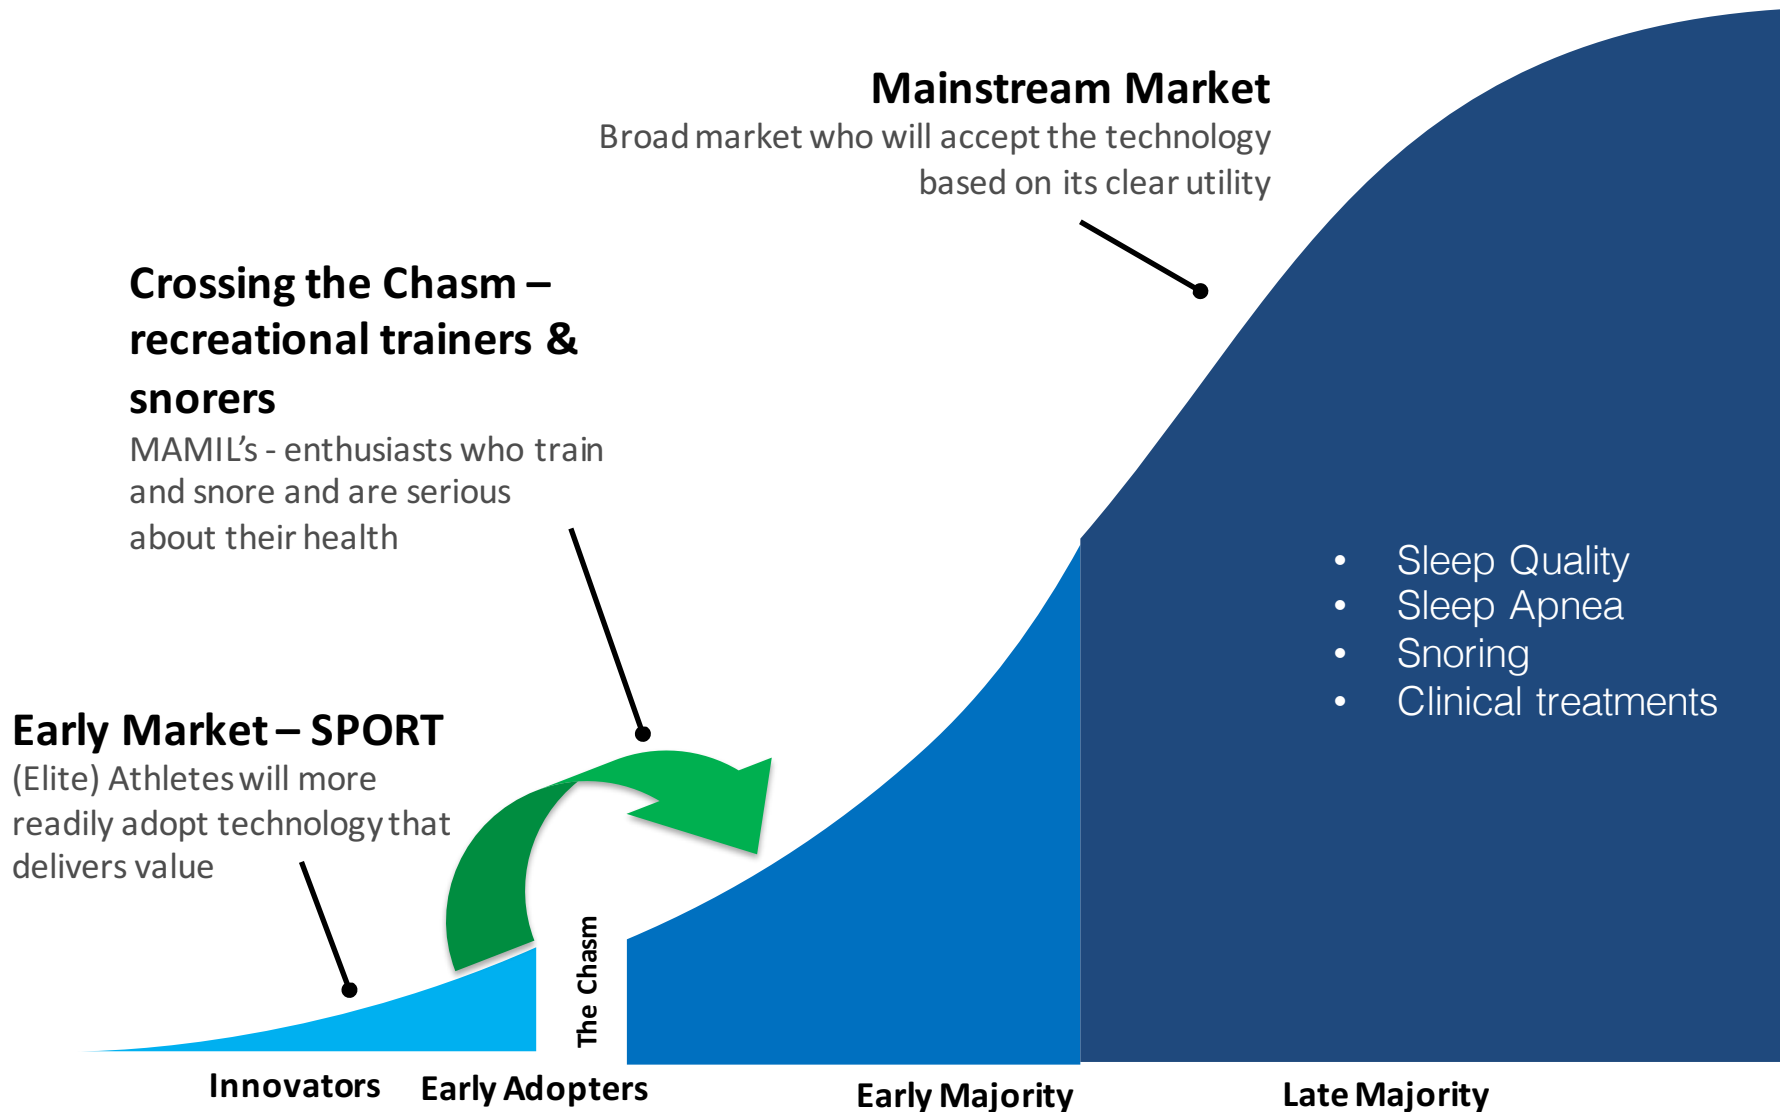 Mainstream Market
Broad market who will accept the technology
based on its clear utility
Crossing the Chasm –
recreational trainers &
snorers
MAMIL's - enthusiasts who train
and snore and are serious
about their health
Early Market – SPORT
(Elite) Athletes will more
readily adopt technology that
delivers value
• Sleep Quality
• Sleep Apnea
• Snoring
• Clinical treatments
The Chasm
Innovators
Early Adopters
Early Majority
Late Majority